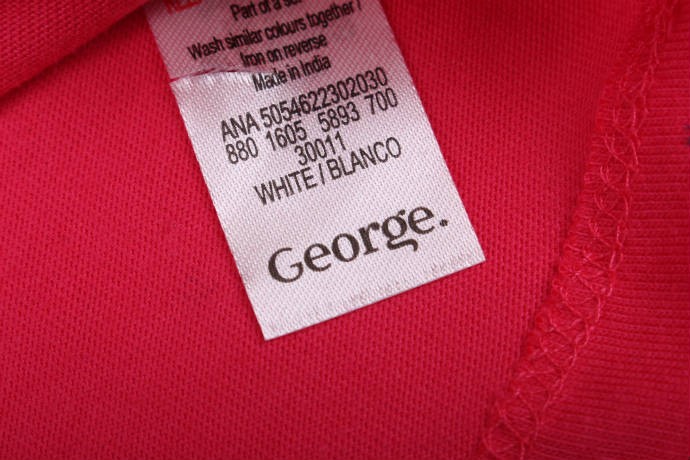 Part of a set
Wash similar colours together /
Iron on reverse
Made in India
ANA 5054622302030
880 1605 5893 700
30011
WHITE / BLANCO
George.